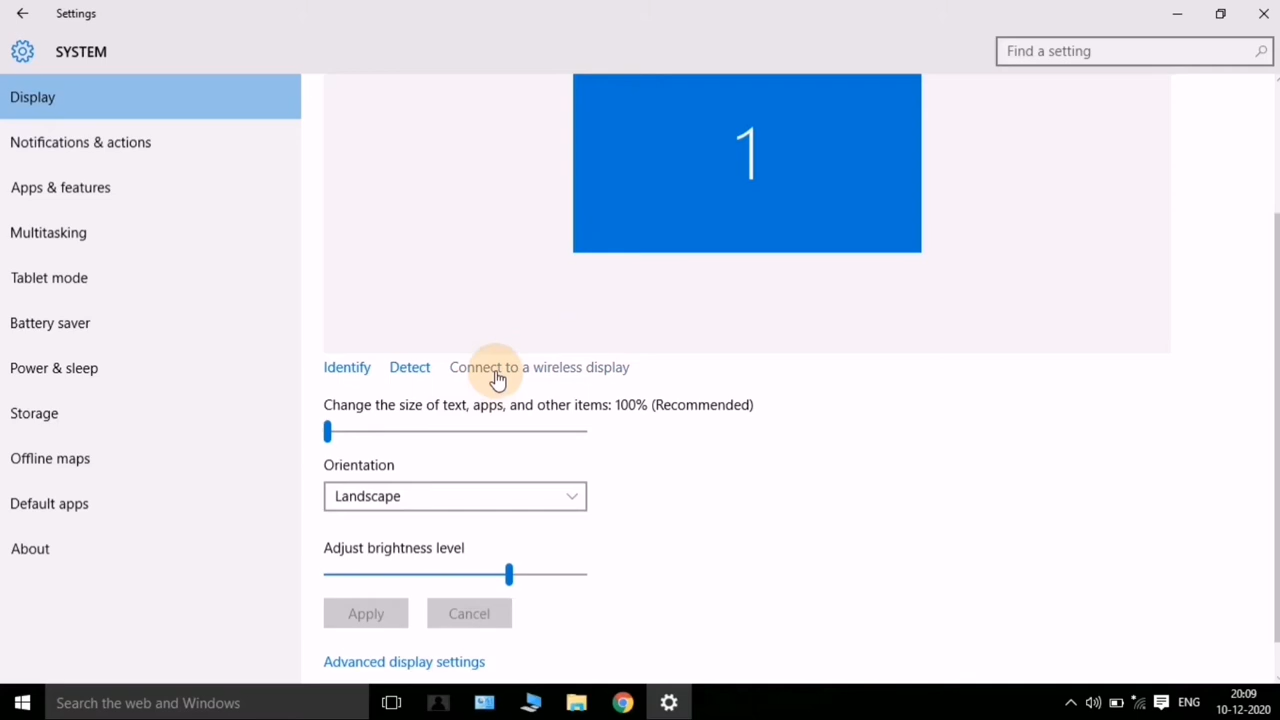 Settings
SYSTEM
Find a setting
Display
Notifications & actions
Apps & features
Multitasking
Tablet mode
Battery saver
Power & sleep
Storage
Offline maps
Default apps
About
1
Identify Detect Connect to a wireless display
Change the size of text, apps, and other items: 100% (Recommended)
Orientation
Landscape
Adjust brightness level
Apply Cancel
Advanced display settings
Search the web and Windows
ENG
20:09
10-12-2020